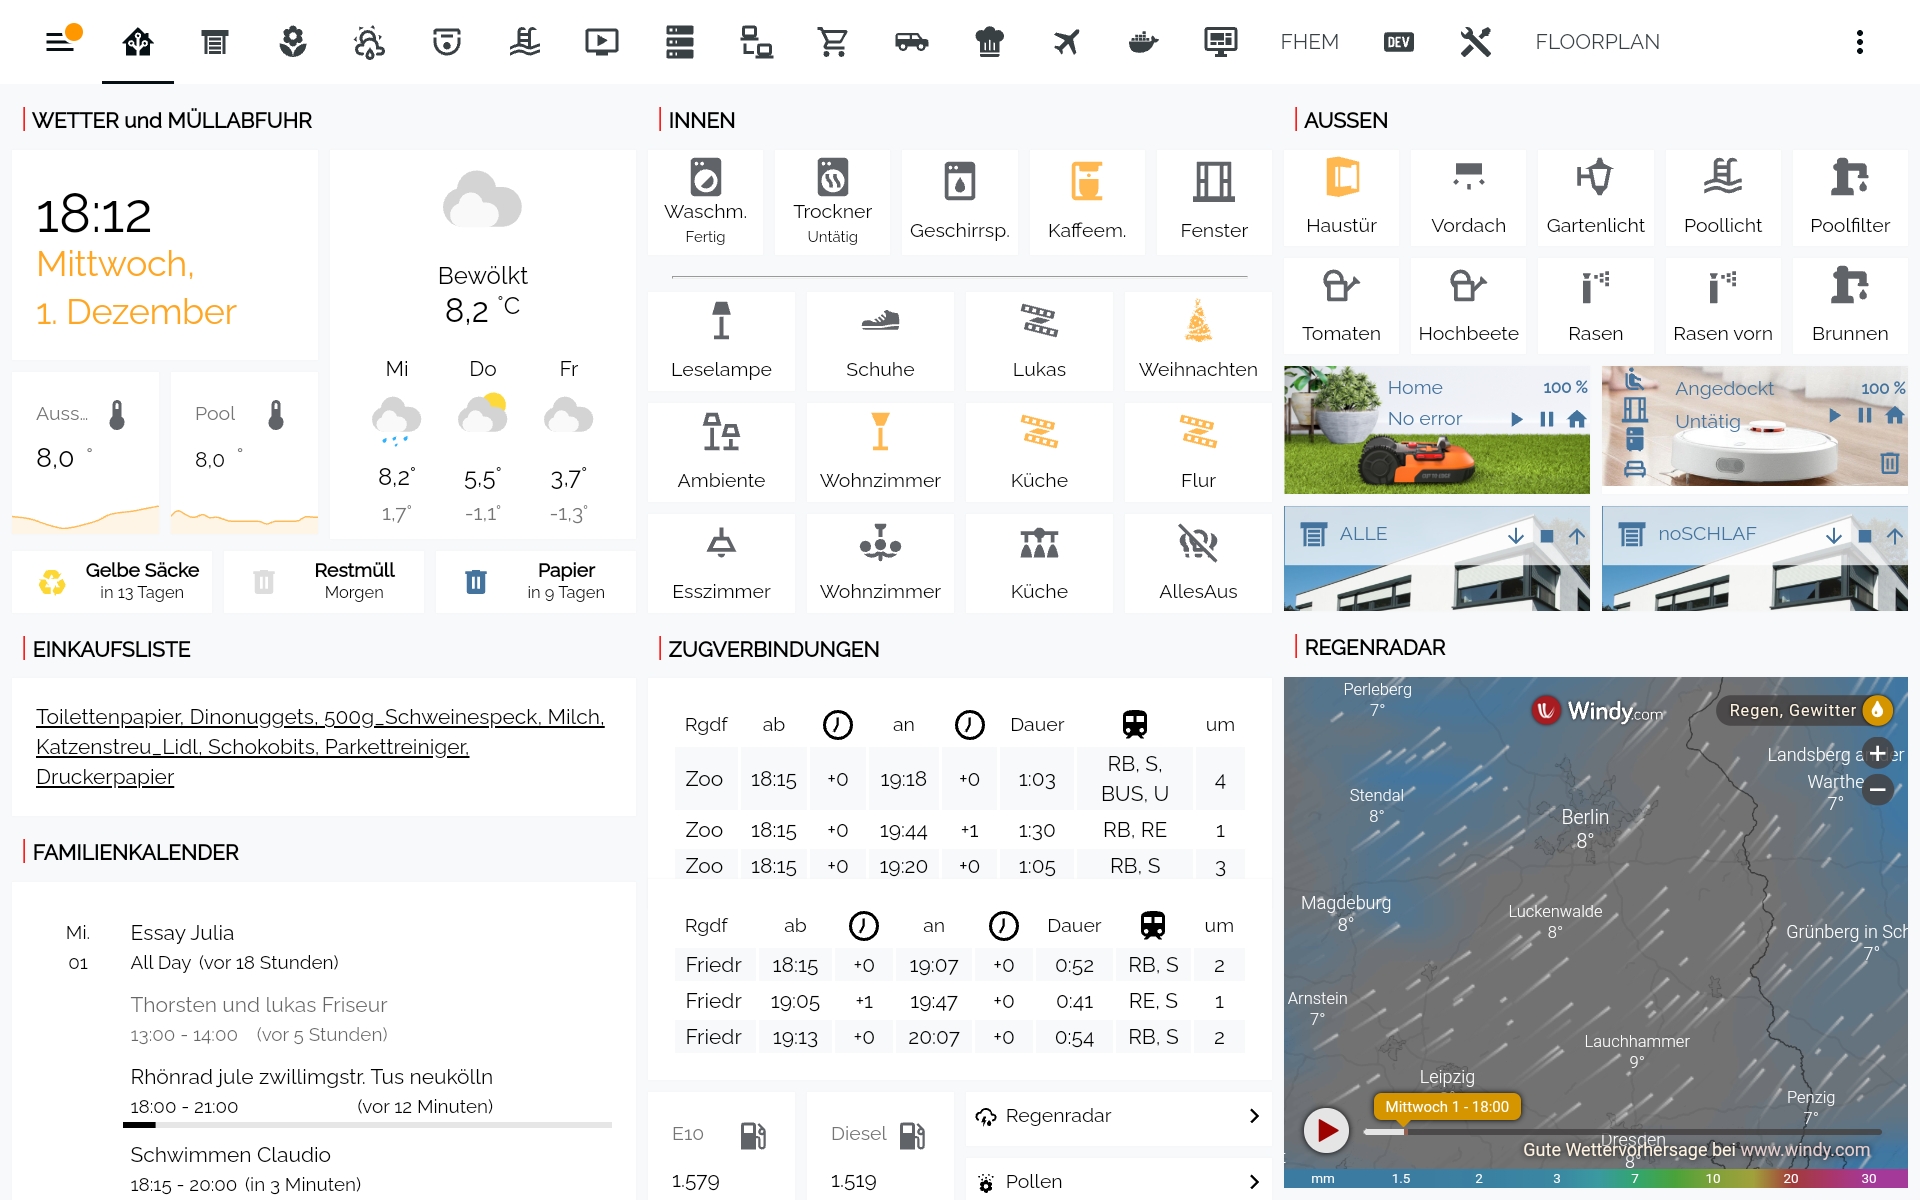 DEV
FHEM
FLOORPLAN
WETTER und MÜLLABFUHR
18:12
Mittwoch,
1. Dezember
Bewölkt
8,2 °C
Mi Do Fr
8,2° 5,5° 3,7°
1,7° -1,1° -1,3°
Auss...
8,0 °
Pool
8,0 °
Gelbe Säcke
in 13 Tagen
Restmüll
Morgen
Papier
in 9 Tagen
EINKAUFSLISTE
Toilettenpapier, Dinonuggets, 500g_Schweinespeck, Milch,
Katzenstreu_Lidl, Schokobits, Parkettreiniger,
Druckerpapier
FAMILIENKALENDER
Mi.
01
Essay Julia
All Day (vor 18 Stunden)
Thorsten und lukas Friseur
13:00 - 14:00 (vor 5 Stunden)
Rhönrad jule zwillimgstr. Tus neukölln
18:00 - 21:00 (vor 12 Minuten)
Schwimmen Claudio
18:15 - 20:00 (in 3 Minuten)
INNEN
Waschm.
Fertig
Trockner
Untätig
Geschirrsp.
Kaffeem.
Fenster
Leselampe
Schuhe
Lukas
Weihnachten
Ambiente
Wohnzimmer
Küche
Flur
Esszimmer
Wohnzimmer
Küche
AllesAus
ZUGVERBINDUNGEN
Rgdf ab an Dauer um
Zoo 18:15 +0 19:18 +0 1:03 RB, S, BUS, U 4
Zoo 18:15 +0 19:44 +1 1:30 RB, RE 1
Zoo 18:15 +0 19:20 +0 1:05 RB, S 3
Rgdf ab an Dauer um
Friedr 18:15 +0 19:07 +0 0:52 RB, S 2
Friedr 19:05 +1 19:47 +0 0:41 RE, S 1
Friedr 19:13 +0 20:07 +0 0:54 RB, S 2
E10
1.579
Diesel
1.519
Regenradar
Pollen
AUSSEN
Haustür
Vordach
Gartenlicht
Poollicht
Poolfilter
Tomaten
Hochbeete
Rasen
Rasen vorn
Brunnen
Home 100 %
No error
Angedockt 100 %
Untätig
ALLE
noSCHLAF
REGENRADAR
Windy.com
Regen, Gewitter
Perleberg
7°
Landsberg a
er
Warthe
7°
Stendal
8°
Berlin
8°
Magdeburg
8°
Luckenwalde
8°
Grünberg in Sch
7°
Arnstein
7°
Lauchhammer
9°
Leipzig
Penzig
7°
Mittwoch 1 - 18:00
Dresden
8°
Gute Wettervorhersage bei www.windy.com
mm 1.5 2 3 7 10 20 30